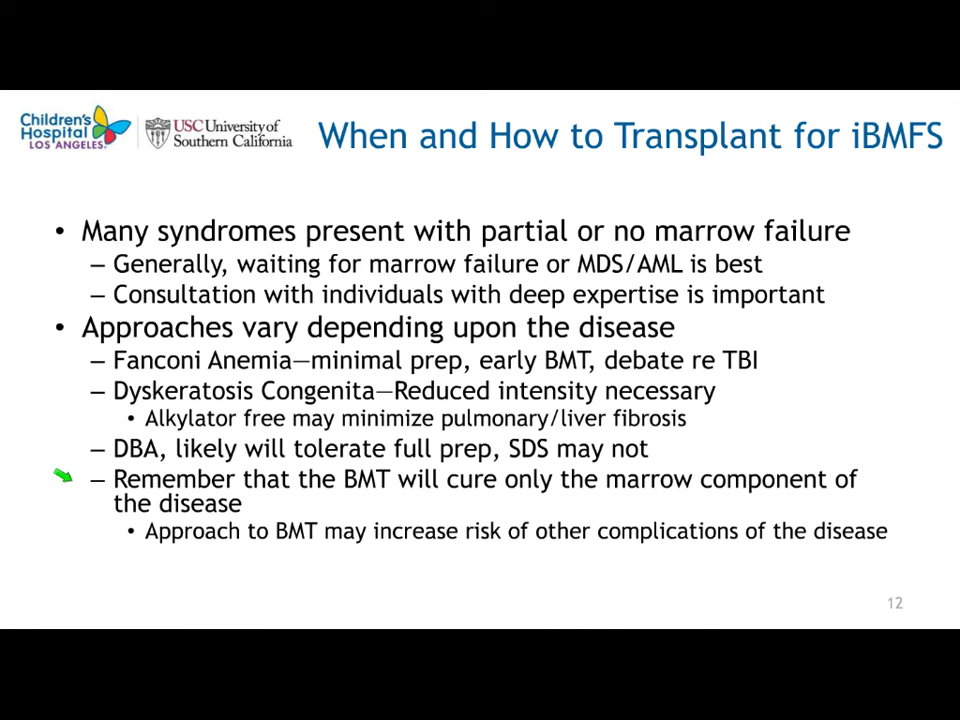 Children's
Hospital
LOS ANGELES
USC University of
Southern California
When and How to Transplant for iBMFS
• Many syndromes present with partial or no marrow failure
– Generally, waiting for marrow failure or MDS/AML is best
– Consultation with individuals with deep expertise is important
• Approaches vary depending upon the disease
– Fanconi Anemia—minimal prep, early BMT, debate re TBI
– Dyskeratosis Congenita—Reduced intensity necessary
• Alkylator free may minimize pulmonary/liver fibrosis
– DBA, likely will tolerate full prep, SDS may not
– Remember that the BMT will cure only the marrow component of
the disease
• Approach to BMT may increase risk of other complications of the disease
12